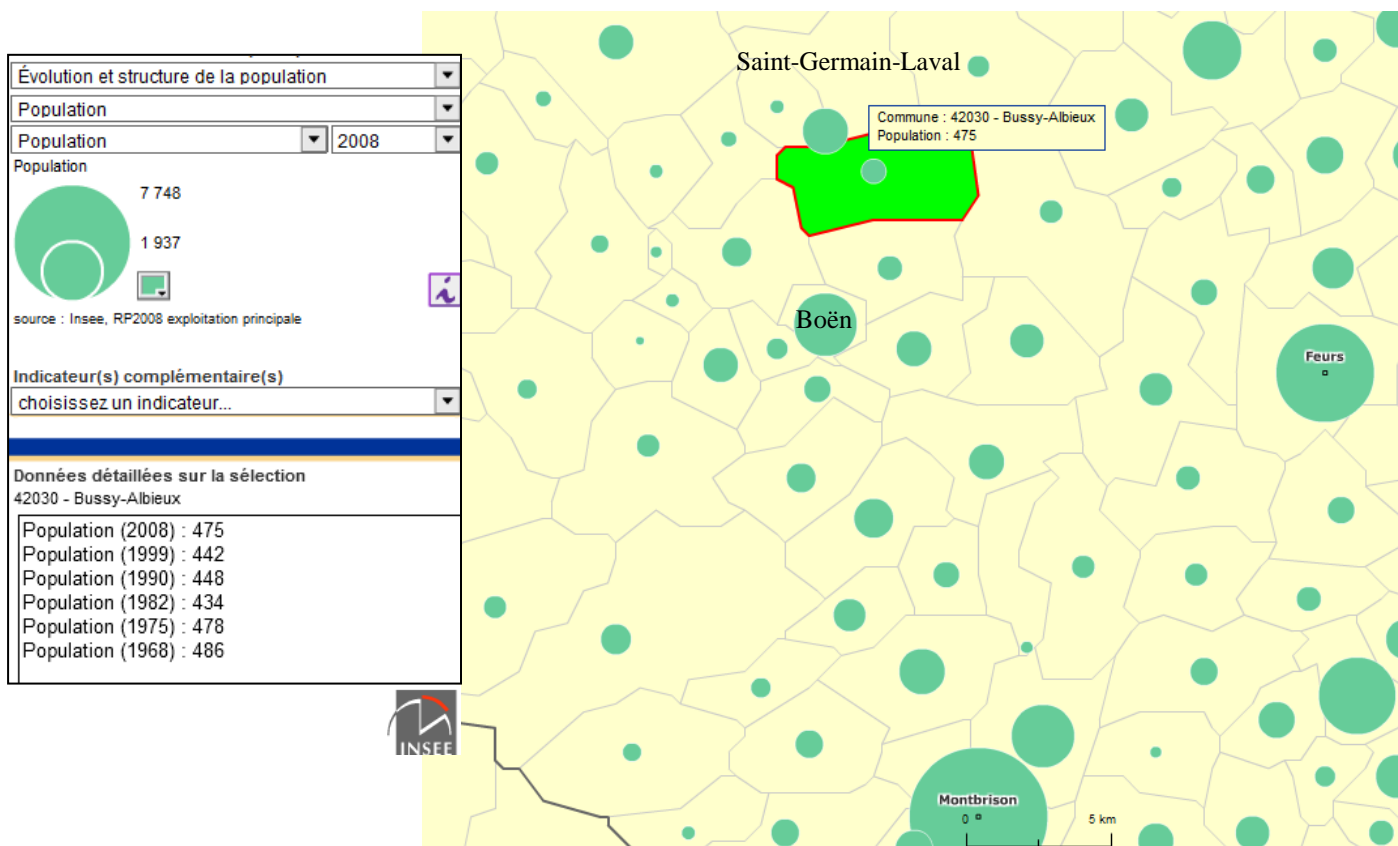 Évolution et structure de la population
Population
Population
2008
Population
7 748
1 937
source : Insee, RP2008 exploitation principale
Indicateur(s) complémentaire(s)
choisissez un indicateur...
Données détaillées sur la sélection
42030 - Bussy-Albieux
Population (2008) : 475
Population (1999) : 442
Population (1990) : 448
Population (1982) : 434
Population (1975) : 478
Population (1968) : 486
INSEE
Saint-Germain-Laval
Commune : 42030 - Bussy-Albieux
Population : 475
Boën
Feurs
Montbrison
0
5 km